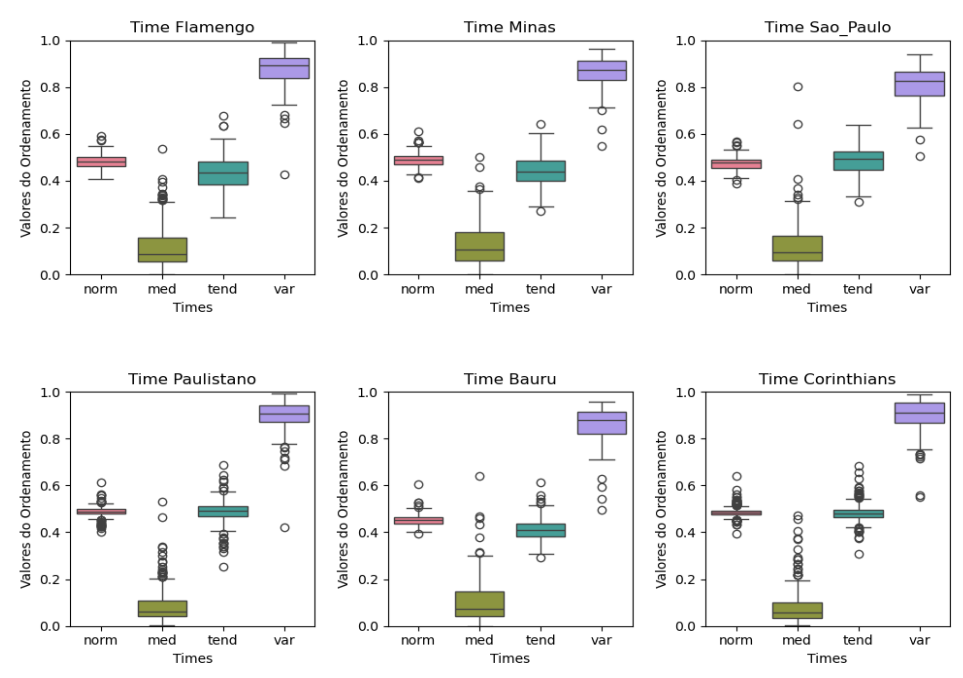 Time Flamengo
Valores do Ordenamento
1.0
0.8
0.6
0.4
0.2
0.0
norm med tend var
Times
Time Minas
Valores do Ordenamento
1.0
0.8
0.6
0.4
0.2
0.0
norm med tend var
Times
Time Sao_Paulo
Valores do Ordenamento
1.0
0.8
0.6
0.4
0.2
0.0
norm med tend var
Times
Time Paulistano
Valores do Ordenamento
1.0
0.8
0.6
0.4
0.2
0.0
norm med tend var
Times
Time Bauru
Valores do Ordenamento
1.0
0.8
0.6
0.4
0.2
0.0
norm med tend var
Times
Time Corinthians
Valores do Ordenamento
1.0
0.8
0.6
0.4
0.2
0.0
norm med tend var
Times